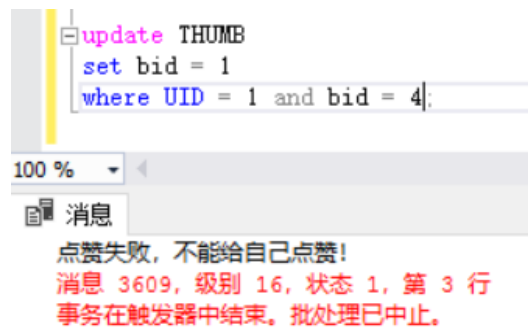 update THUMB
set bid = 1
where UID = 1 and bid = 4;
100 %
消息
点赞失败, 不能给自己点赞!
消息 3609, 级别 16, 状态 1, 第 3 行
事务在触发器中结束。批处理已中止。